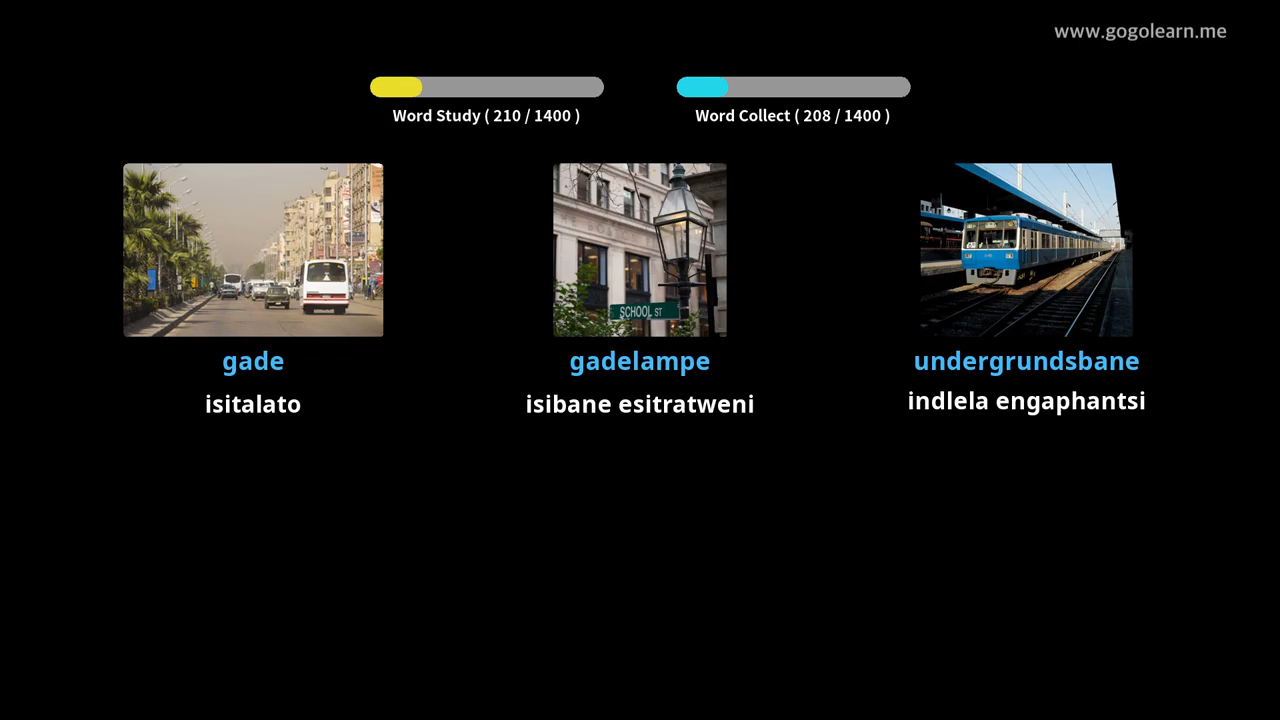 www.gogolearn.me
Word Study ( 210 / 1400 )
Word Collect ( 208 / 1400 )
SCHOOL ST
gade
gadelampe
undergrundsbane
isitalato
isibane esitratweni
indlela engaphantsi